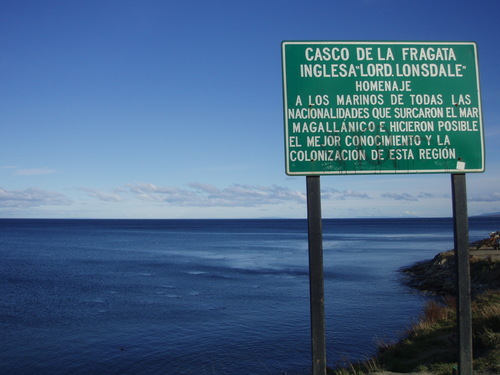 CASCO DE LA FRAGATA
INGLESA "LORD. LONSDALE"
HOMENAJE
A LOS MARINOS DE TODAS LAS
NACIONALIDADES QUE SURCARON EL MAR
MAGALLÁNICO E HICIERON POSIBLE
EL MEJOR CONOCIMIENTO Y LA
COLONIZACIÓN DE ESTA REGIÓN